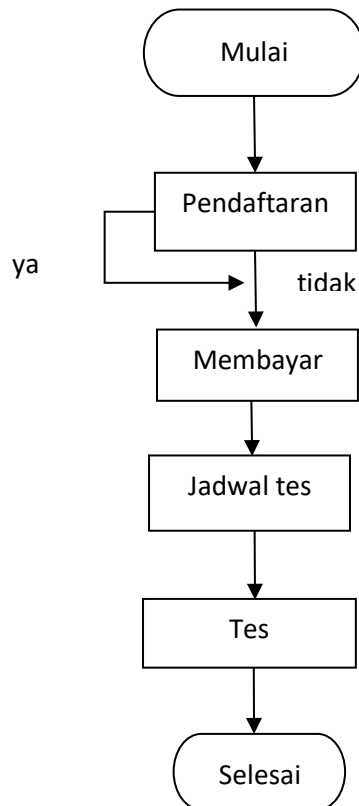 Mulai
Pendaftaran
ya
tidak
Membayar
Jadwal tes
Tes
Selesai